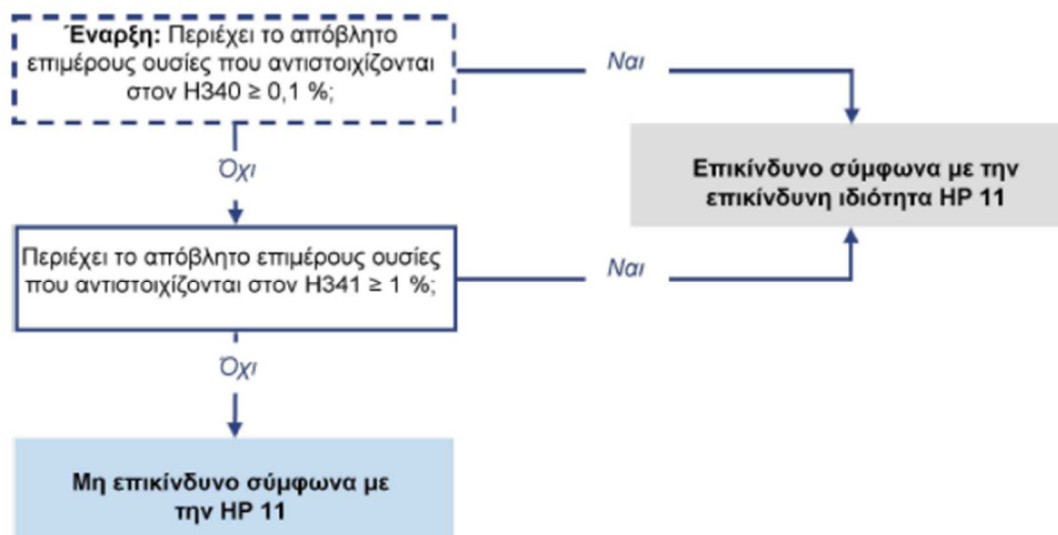 Έναρξη: Περιέχει το απόβλητο
επιμέρους ουσίες που αντιστοιχίζονται
στον H340 ≥ 0,1 %;
Ναι
Επικίνδυνο σύμφωνα με την
επικίνδυνη ιδιότητα HP 11
Όχι
Περιέχει το απόβλητο επιμέρους ουσίες
που αντιστοιχίζονται στον H341 ≥ 1 %;
Ναι
Όχι
Μη επικίνδυνο σύμφωνα με
την HP 11